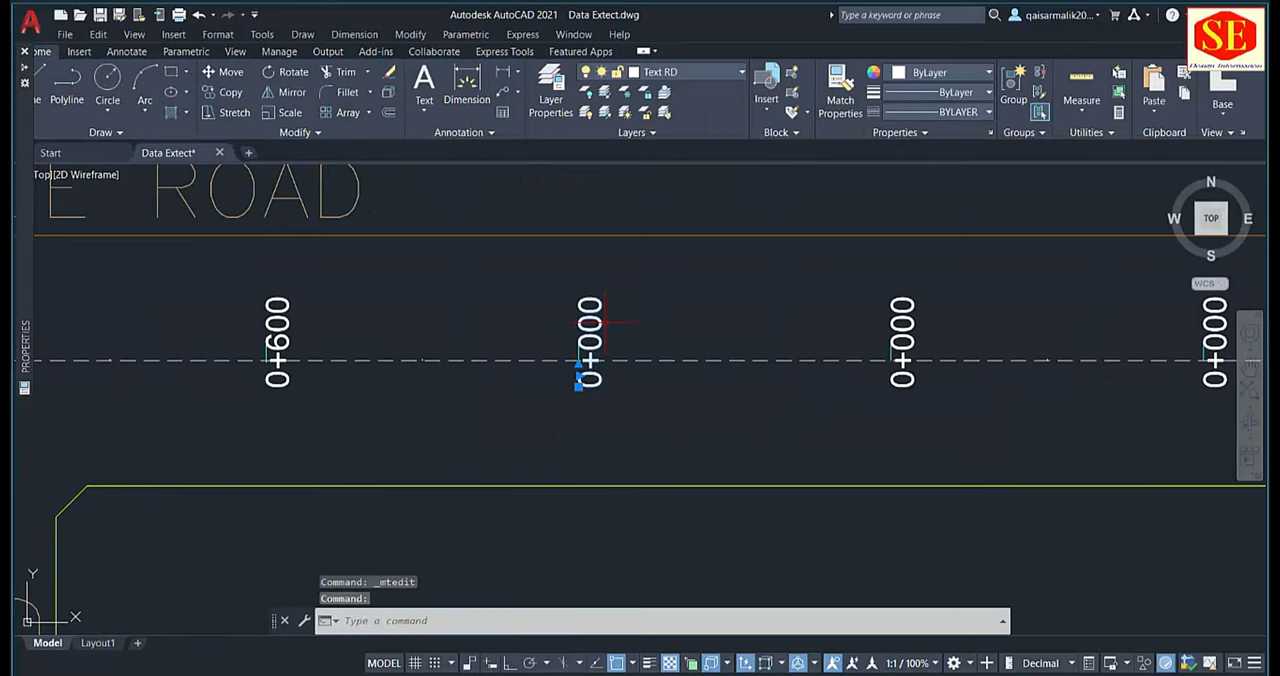 Autodesk AutoCAD 2021 Data Extect.dwg
Type a keyword or phrase
qaisarmalik20...
SE
File Edit View Insert Format Tools Draw Dimension Modify Parametric Express Window Help
ome Insert Annotate Parametric View Manage Output Add-ins Collaborate Express Tools Featured Apps
Move Rotate Trim Text RD ByLayer
Copy Mirror Fillet ByLayer
Polyline Circle Arc Text Dimension Layer Properties Insert Match Properties Group Measure Paste Base
Stretch Scale Array BYLAYER
Draw Modify Annotation Layers Block Properties Groups Utilities Clipboard View
Start Data Extect*
Top][2D Wireframe]
E ROAD
N
W TOP E
S
WCS
PROPERTIES
0+600
0+000
0+000
0+000
Y
X
Command: _mtedit
Command:
Type a command
Model Layout1
MODEL 1:1 / 100% Decimal